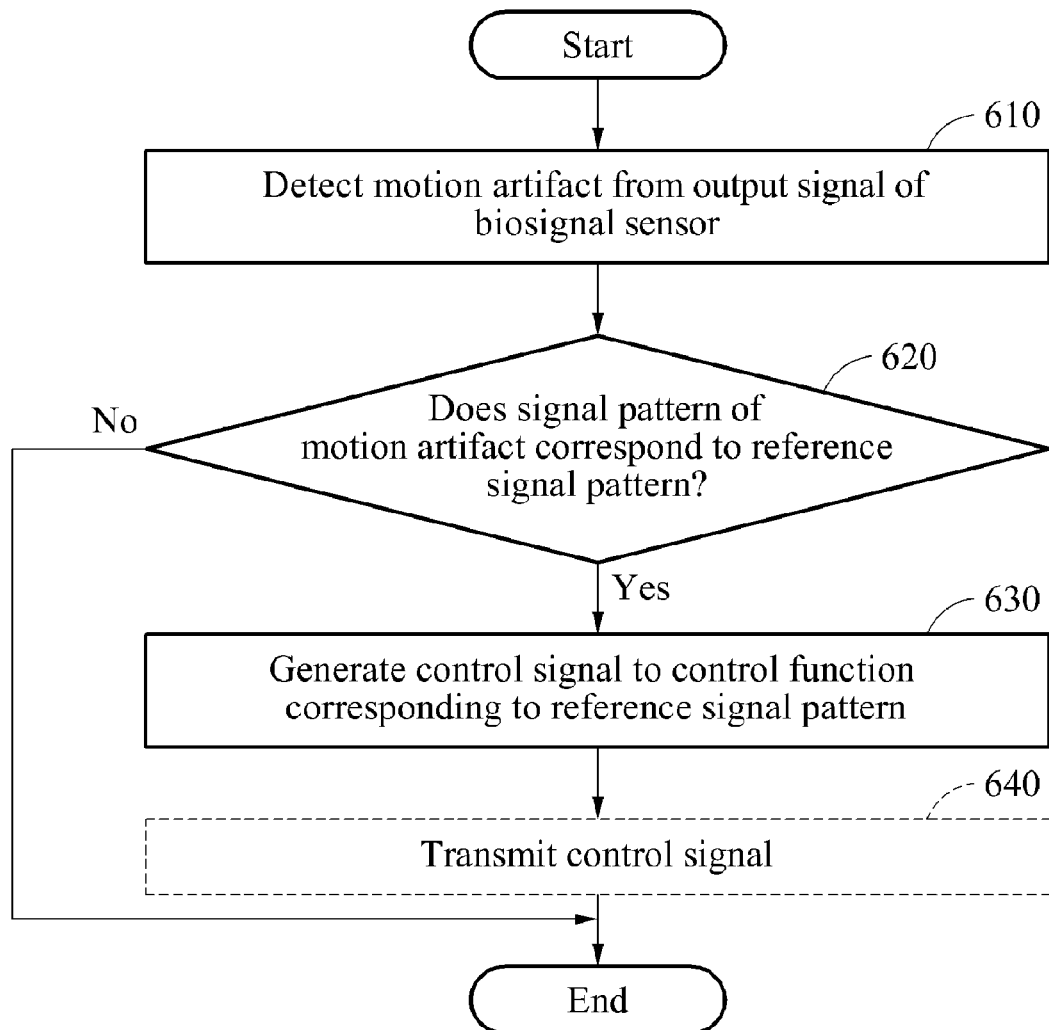 Start
610
Detect motion artifact from output signal of
biosignal sensor
620
No
Does signal pattern of
motion artifact correspond to reference
signal pattern?
Yes
630
Generate control signal to control function
corresponding to reference signal pattern
640
Transmit control signal
End